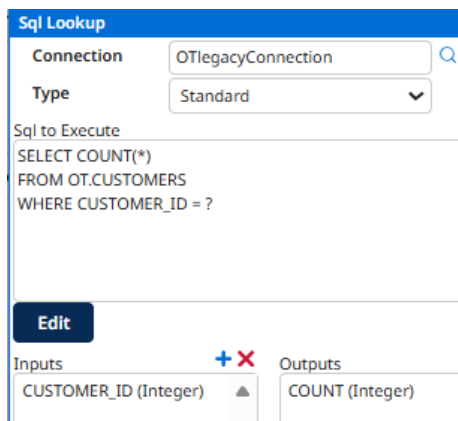 Sql Lookup
Connection
OTlegacyConnection
Type
Standard
Sql to Execute
SELECT COUNT(*)
FROM OT.CUSTOMERS
WHERE CUSTOMER_ID = ?
Edit
Inputs
Outputs
CUSTOMER_ID (Integer)
COUNT (Integer)